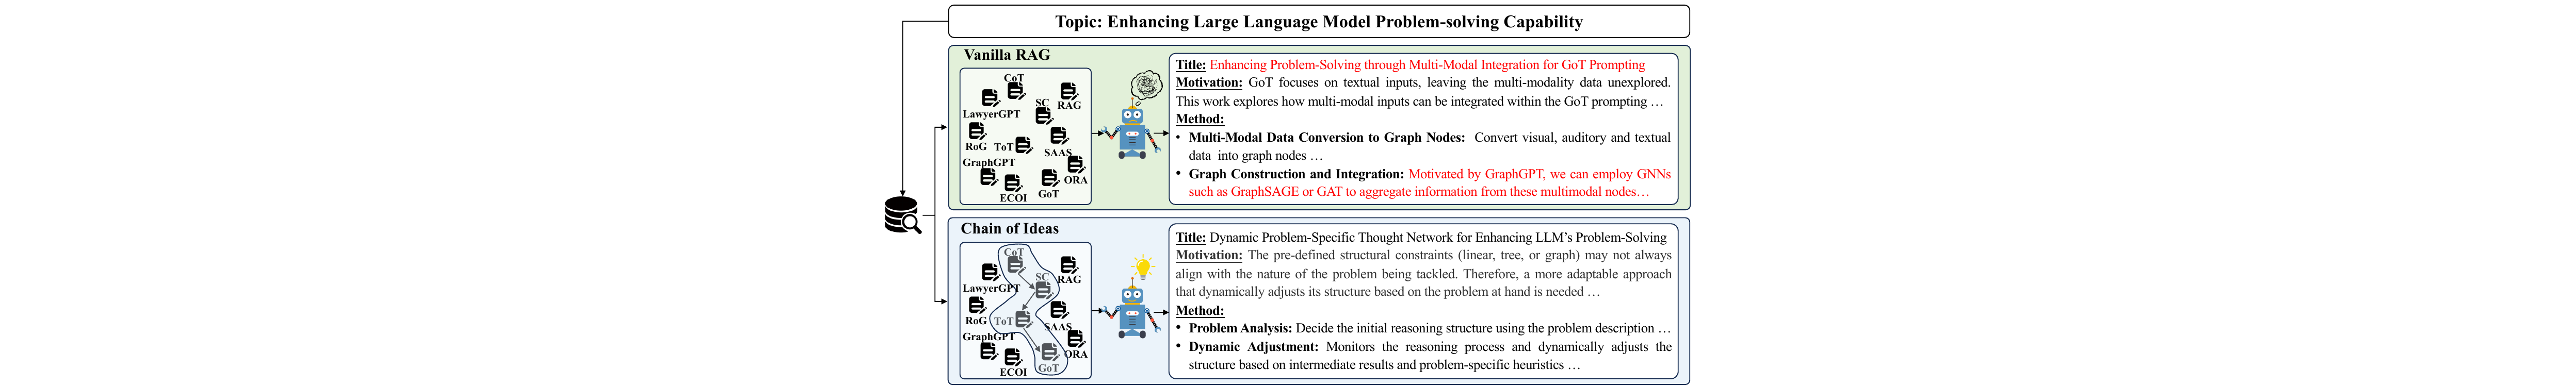 Topic: Enhancing Large Language Model Problem-solving Capability
Vanilla RAG
CoT
SC
RAG
LawyerGPT
RoG
ToT
SAAS
GraphGPT
ORA
ECOI
GoT
Title: Enhancing Problem-Solving through Multi-Modal Integration for GoT Prompting
Motivation: GoT focuses on textual inputs, leaving the multi-modality data unexplored.
This work explores how multi-modal inputs can be integrated within the GoT prompting …
Method:
• Multi-Modal Data Conversion to Graph Nodes: Convert visual, auditory and textual
data into graph nodes …
• Graph Construction and Integration: Motivated by GraphGPT, we can employ GNNs
such as GraphSAGE or GAT to aggregate information from these multimodal nodes…
Chain of Ideas
CoT
SC
RAG
LawyerGPT
RoG
ToT
SAAS
GraphGPT
ORA
ECOI
GoT
Title: Dynamic Problem-Specific Thought Network for Enhancing LLM’s Problem-Solving
Motivation: The pre-defined structural constraints (linear, tree, or graph) may not always
align with the nature of the problem being tackled. Therefore, a more adaptable approach
that dynamically adjusts its structure based on the problem at hand is needed …
Method:
• Problem Analysis: Decide the initial reasoning structure using the problem description …
• Dynamic Adjustment: Monitors the reasoning process and dynamically adjusts the
structure based on intermediate results and problem-specific heuristics …